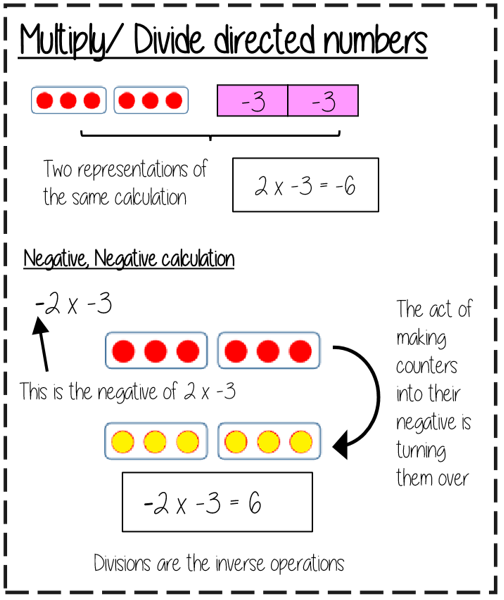 Multiply/ Divide directed numbers
-3 -3
Two representations of
the same calculation
2 x -3 = -6
Negative, Negative calculation
-2 x -3
This is the negative of 2 x -3
The act of
making
counters
into their
negative is
turning
them over
-2 x -3 = 6
Divisions are the inverse operations